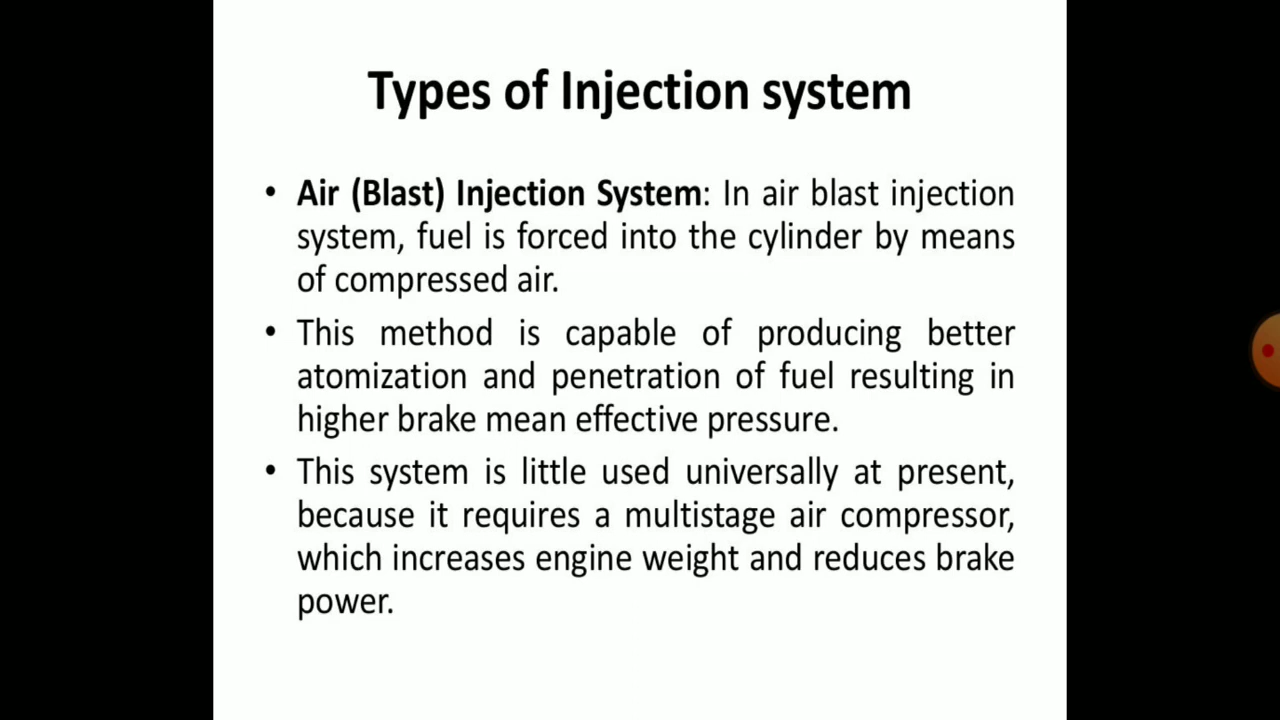 Types of Injection system
• Air (Blast) Injection System: In air blast injection
system, fuel is forced into the cylinder by means
of compressed air.
• This method is capable of producing better
atomization and penetration of fuel resulting in
higher brake mean effective pressure.
• This system is little used universally at present,
because it requires a multistage air compressor,
which increases engine weight and reduces brake
power.